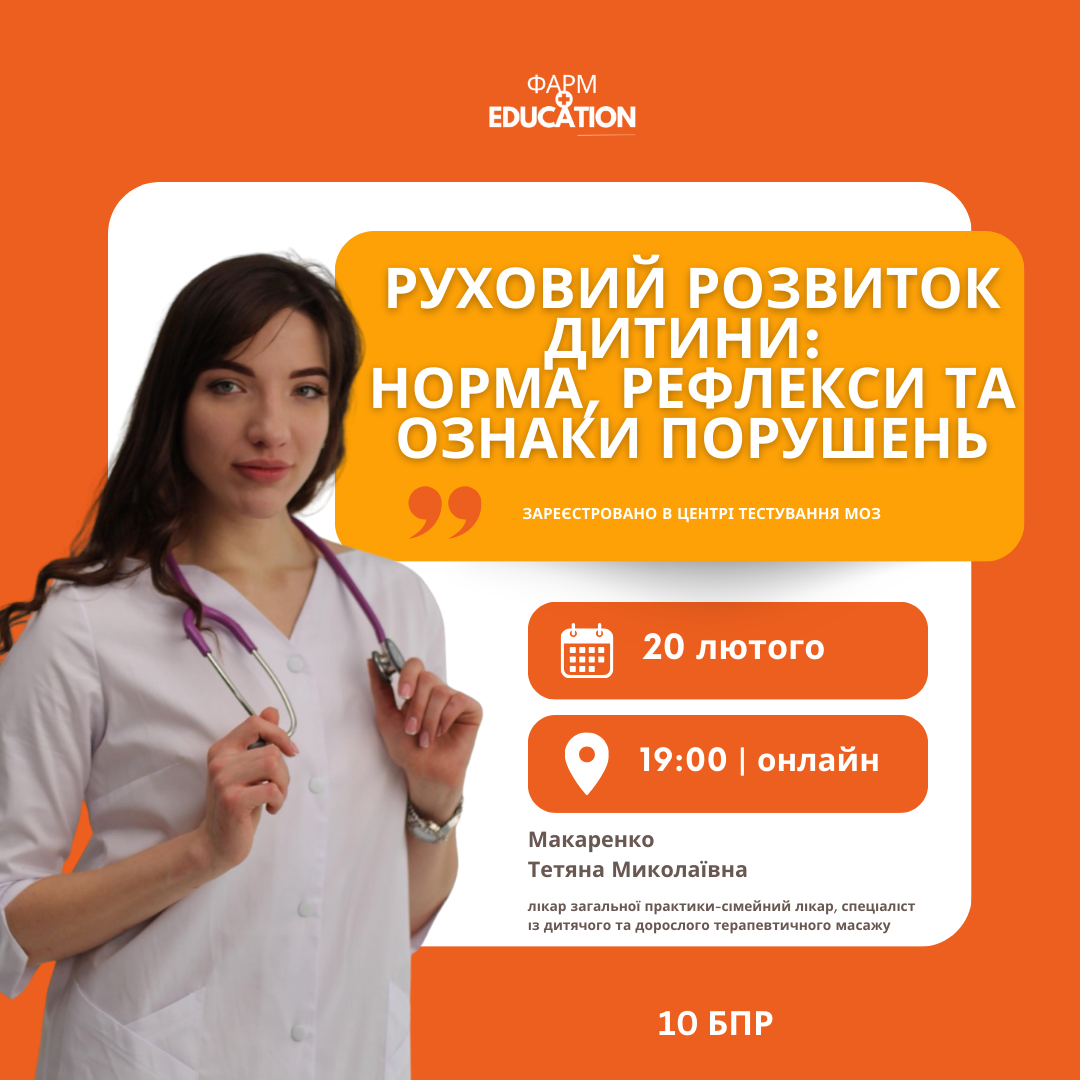 ФАРМ
EDUCATION
РУХОВИЙ РОЗВИТОК
ДИТИНИ:
НОРМА, РЕФЛЕКСИ ТА
ОЗНАКИ ПОРУШЕНЬ
ЗАРЕЄСТРОВАНО В ЦЕНТРІ ТЕСТУВАННЯ МОЗ
20 лютого
19:00 | онлайн
Макаренко
Тетяна Миколаївна
лікар загальної практики-сімейний лікар, спеціаліст
із дитячого та дорослого терапевтичного масажу
10 БПР